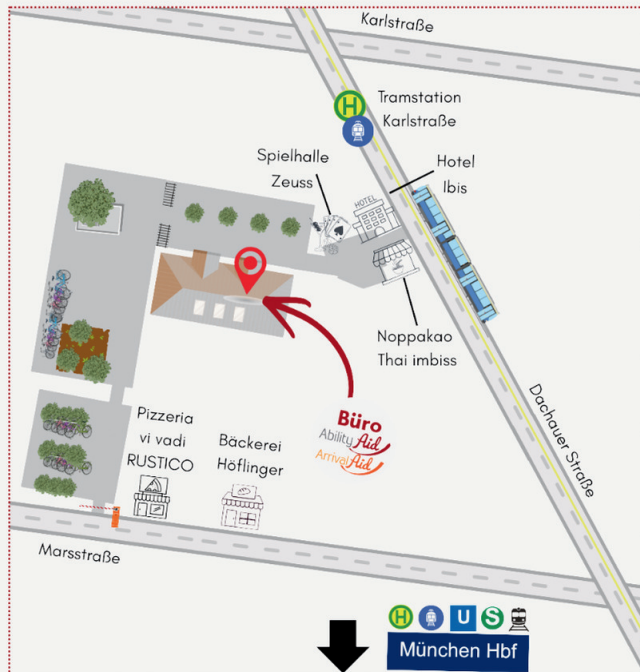 Karlstraße
H
Tramstation
Karlstraße
Spielhalle
Zeuss
Hotel
Ibis
HOTEL
Noppakao
Thai imbiss
Büro
Ability Aid
Arrival Aid
Dachauer Straße
Pizzeria
vi vadi
RUSTICO
Bäckerei
Höflinger
Marsstraße
H U S
München Hbf